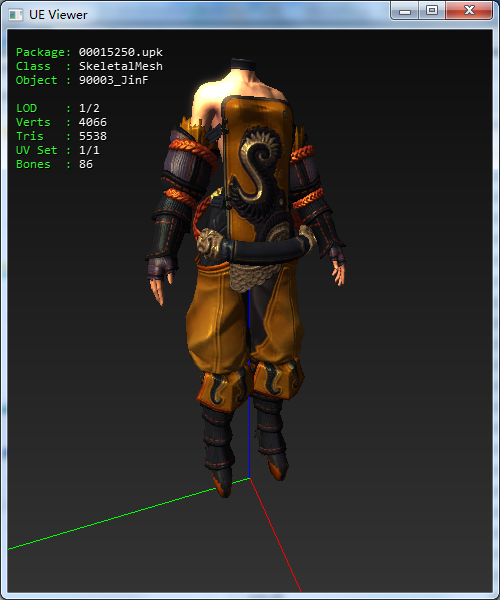 UE Viewer
Package: 00015250.upk
Class : SkeletalMesh
Object : 90003_JinF
LOD : 1/2
Verts : 4066
Tris : 5538
UV Set : 1/1
Bones : 86